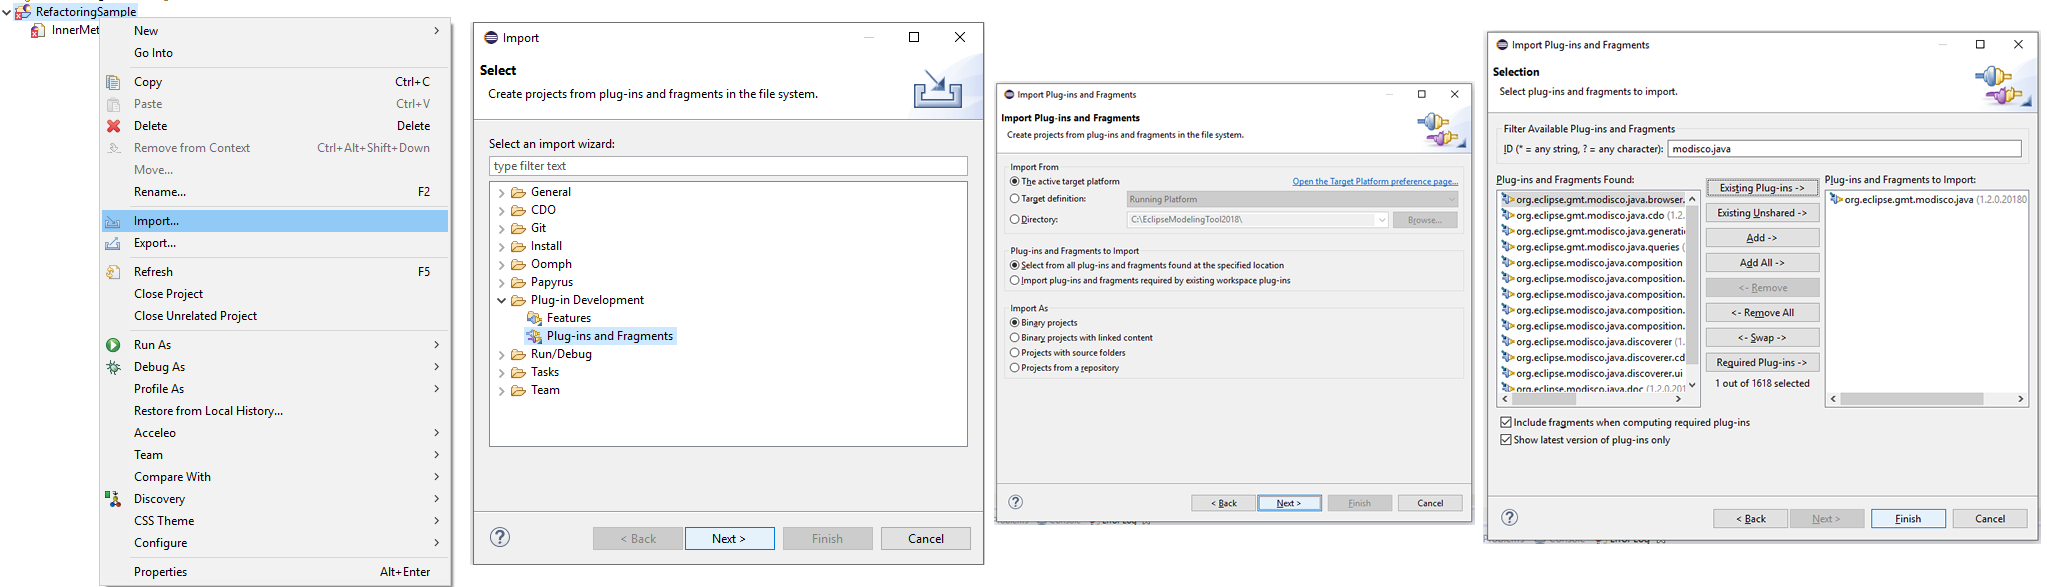 RefactoringSample
InnerMet
New
Go Into
Copy Ctrl+C
Paste Ctrl+V
Delete Delete
Remove from Context Ctrl+Alt+Shift+Down
Move...
Rename... F2
Import...
Export...
Refresh F5
Close Project
Close Unrelated Project
Run As
Debug As
Profile As
Restore from Local History...
Acceleo
Team
Compare With
Discovery
CSS Theme
Configure
Properties Alt+Enter
Import
Select
Create projects from plug-ins and fragments in the file system.
Select an import wizard:
type filter text
General
CDO
Git
Install
Oomph
Papyrus
Plug-in Development
Features
Plug-ins and Fragments
Run/Debug
Tasks
Team
< Back Next > Finish Cancel
Import Plug-ins and Fragments
Import Plug-ins and Fragments
Create projects from plug-ins and fragments in the file system.
Import From
The active target platform Open the Target Platform preference page...
Target definition: Running Platform
Directory: C:\EclipseModelingTool2018\ Browse...
Plug-ins and Fragments to Import
Select from all plug-ins and fragments found at the specified location
Import plug-ins and fragments required by existing workspace plug-ins
Import As
Binary projects
Binary projects with linked content
Projects with source folders
Projects from a repository
< Back Next > Finish Cancel
Import Plug-ins and Fragments
Selection
Select plug-ins and fragments to import.
Filter Available Plug-ins and Fragments
ID (* = any string, ? = any character): modisco.java
Plug-ins and Fragments Found:
org.eclipse.gmt.modisco.java.browser.
org.eclipse.gmt.modisco.java.cdo (1.2.
org.eclipse.gmt.modisco.java.generati
org.eclipse.gmt.modisco.java.queries (
org.eclipse.modisco.java.composition
org.eclipse.modisco.java.composition.
org.eclipse.modisco.java.composition.
org.eclipse.modisco.java.composition.
org.eclipse.modisco.java.composition.
org.eclipse.modisco.java.discoverer (1.
org.eclipse.modisco.java.discoverer.cd
org.eclipse.modisco.java.discoverer.ui
org.eclipse.modisco.java.doc (1.2.0.201
Existing Plug-ins ->
Existing Unshared ->
Add ->
Add All ->
<- Remove
<- Remove All
<- Swap ->
Required Plug-ins ->
1 out of 1618 selected
Plug-ins and Fragments to Import:
org.eclipse.gmt.modisco.java (1.2.0.20180
Include fragments when computing required plug-ins
Show latest version of plug-ins only
< Back Next > Finish Cancel